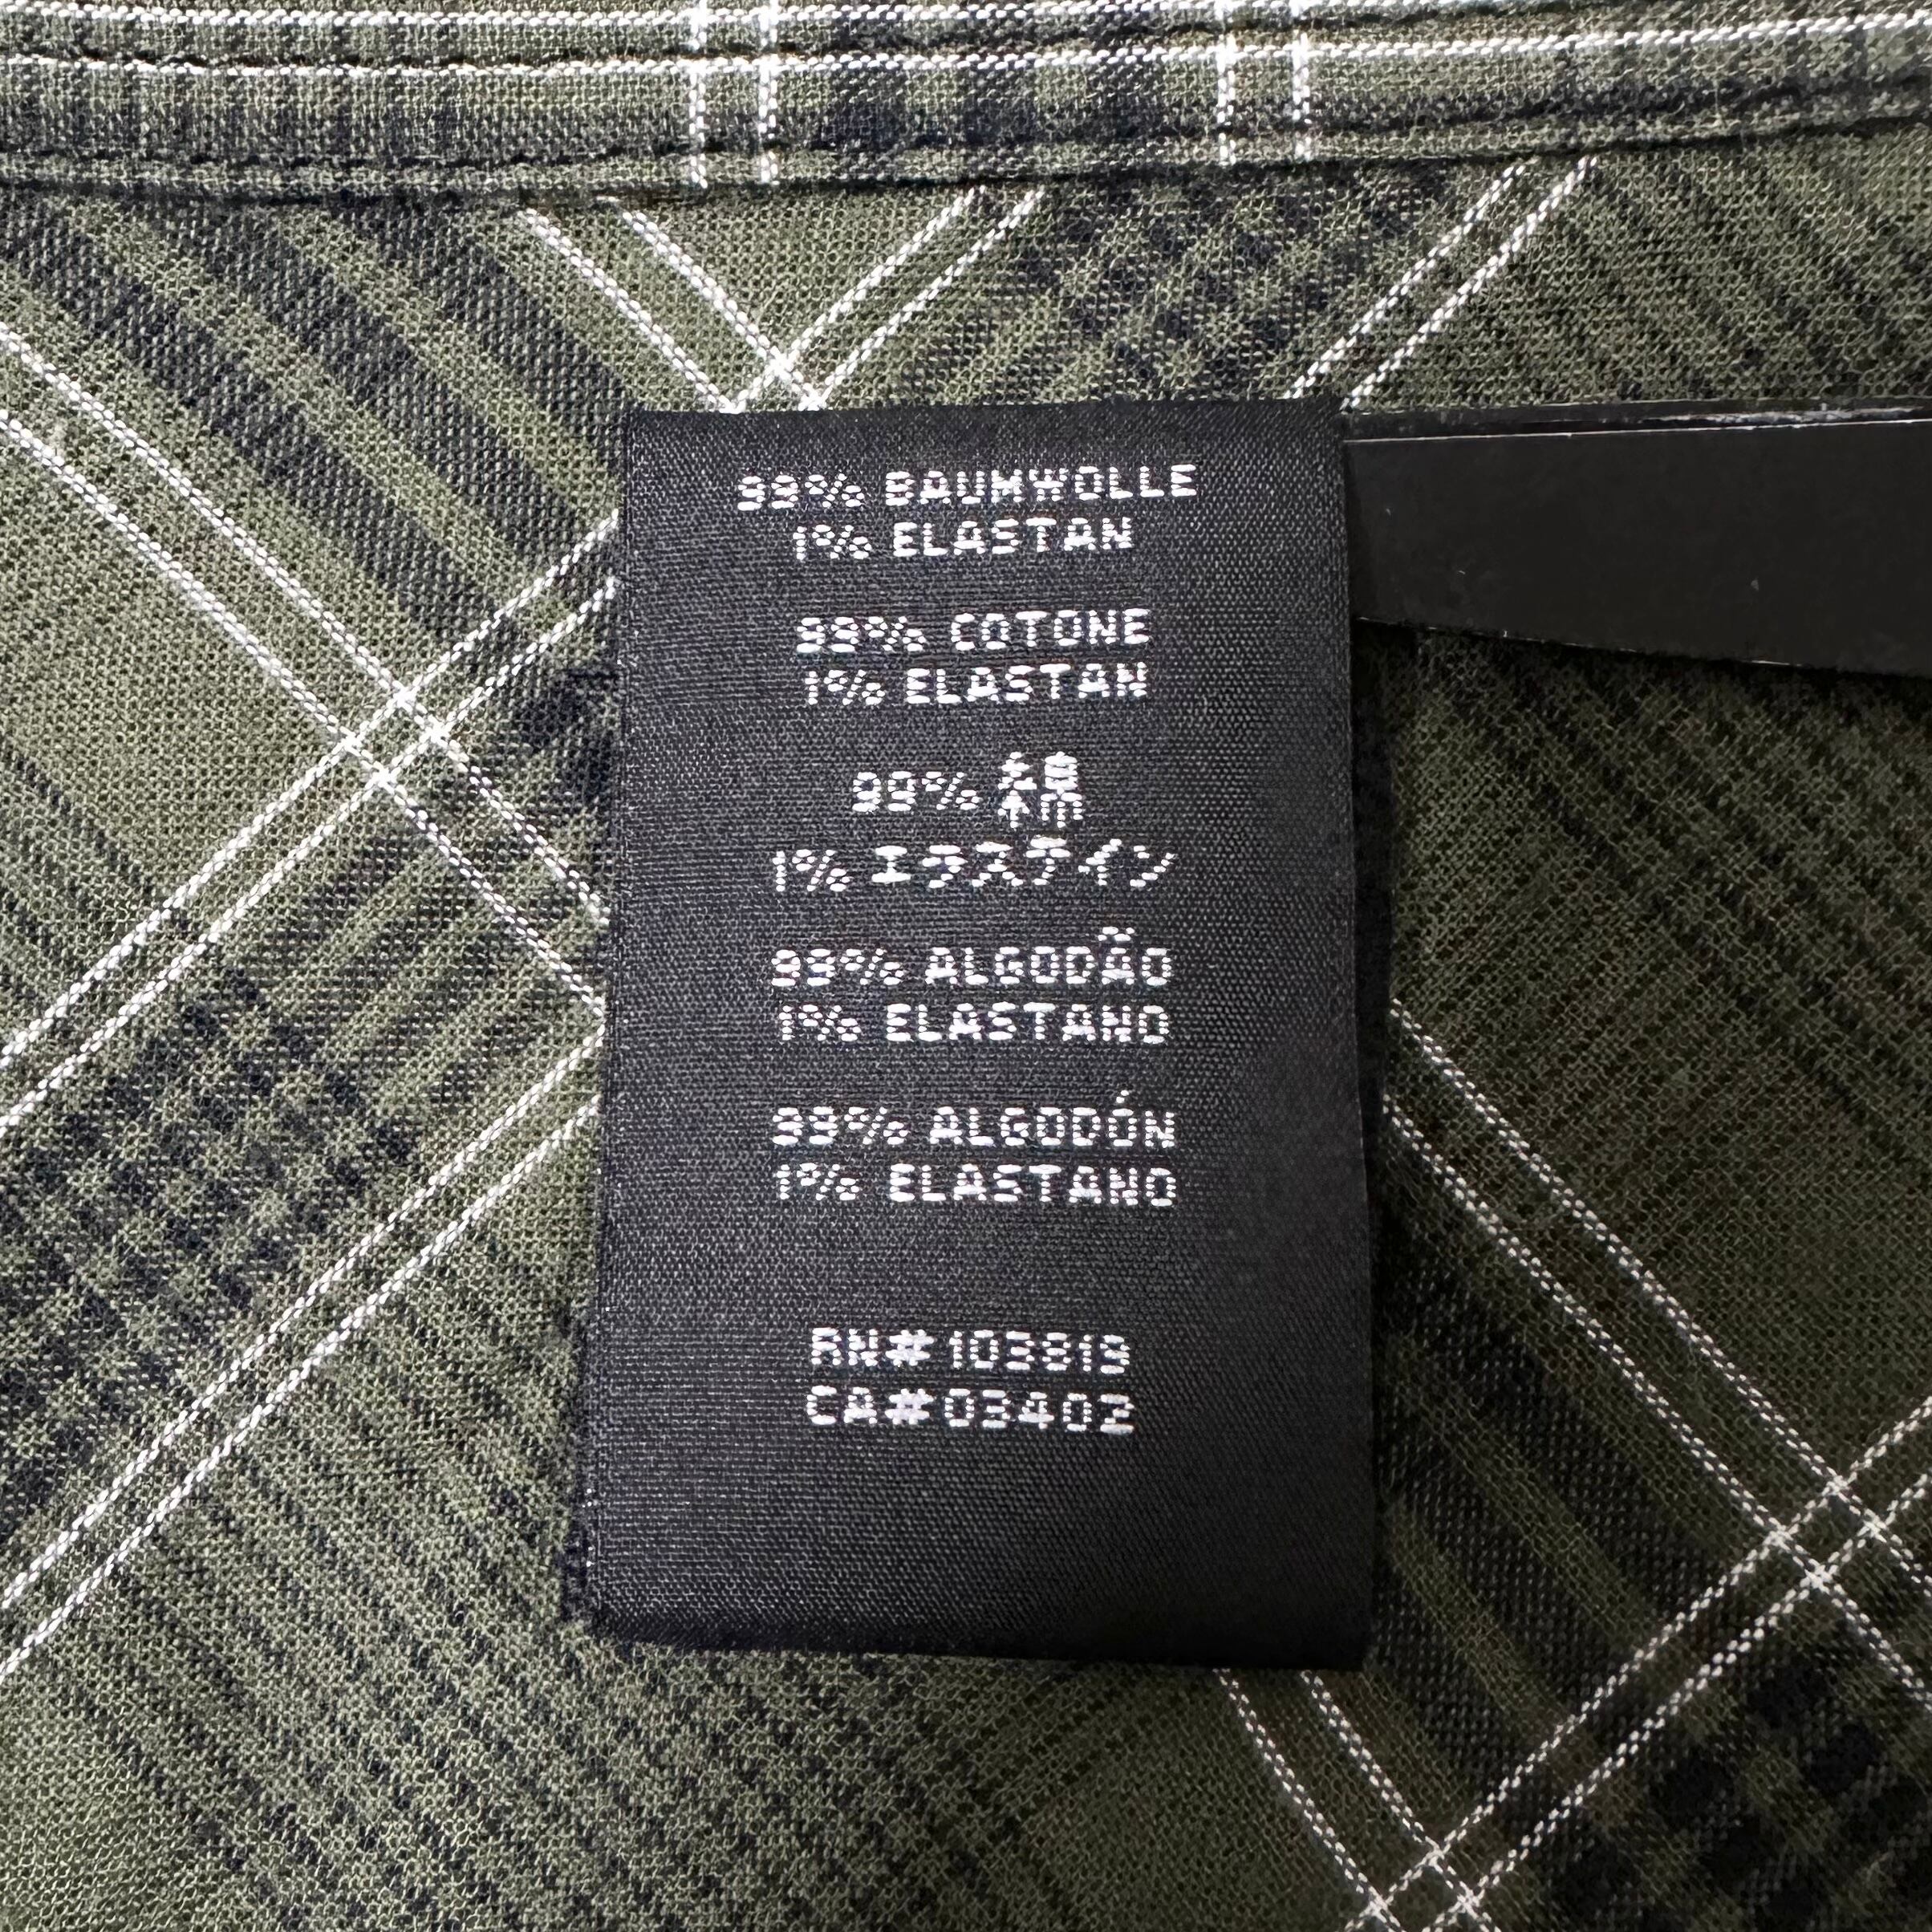 99% BAUMWOLLE
1% ELASTAN
99% COTONE
1% ELASTAN
99% 綿
1% エラステイン
99% ALGODÃO
1% ELASTANO
99% ALGODÓN
1% ELASTANO
RN# 103819
CA# 03402